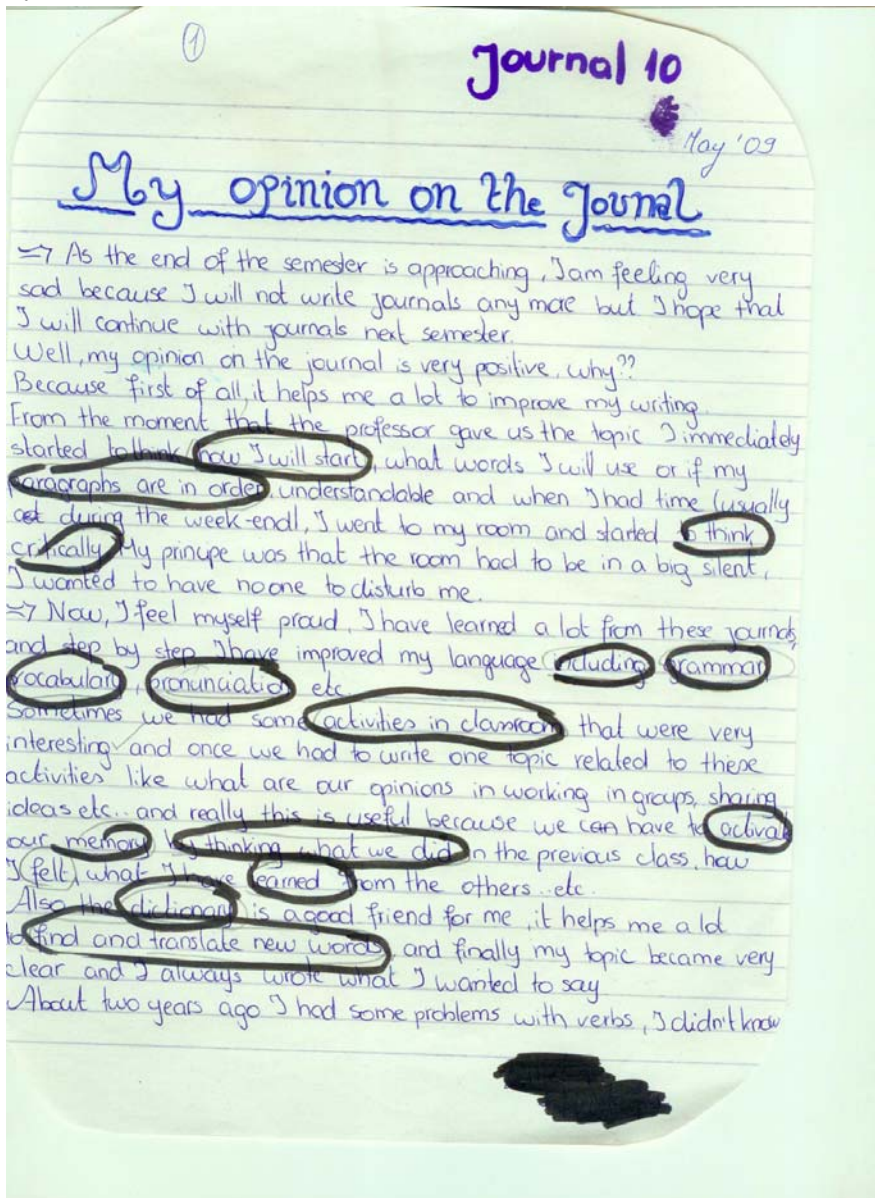 1
Journal 10
May '09
My opinion on the Jounal
=> As the end of the semester is approaching, I am feeling very
sad because I will not write journals any more but I hope that
I will continue with journals next semester.
Well, my opinion on the journal is very positive. why??
Because first of all, it helps me a lot to improve my writing.
From the moment that the professor gave us the topic I immediately
started to think how I will start, what words I will use or if my
paragraphs are in order, understandable and when I had time (usually
during the week-endl, I went to my room and started to think
critically. My principe was that the room had to be in a big silent,
I wanted to have no one to disturb me.
=> Now, I feel myself proud, I have learned a lot from these journals,
and step by step I have improved my language including grammar
vocabulary, pronunciation etc.
Sometimes we had some activities in classroom that were very
interesting and once we had to write one topic related to these
activities like what are our opinions in working in groups, sharing
ideas etc.. and really this is useful because we can have to activate
our memory by thinking what we did in the previous class, how
I felt, what I have learned from the others..etc.
Also the dictionary is a good friend for me, it helps me a lot
to find and translate new words, and finally my topic became very
clear and I always wrote what I wanted to say
About two years ago I had some problems with verbs, I didn't know